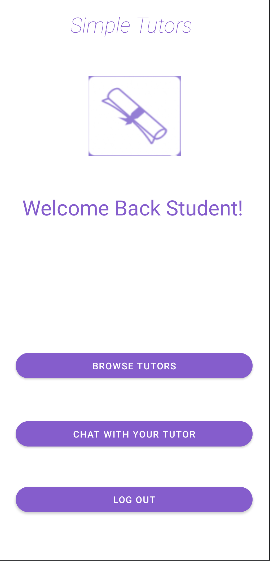 Simple Tutors
Welcome Back Student!
BROWSE TUTORS
CHAT WITH YOUR TUTOR
LOG OUT